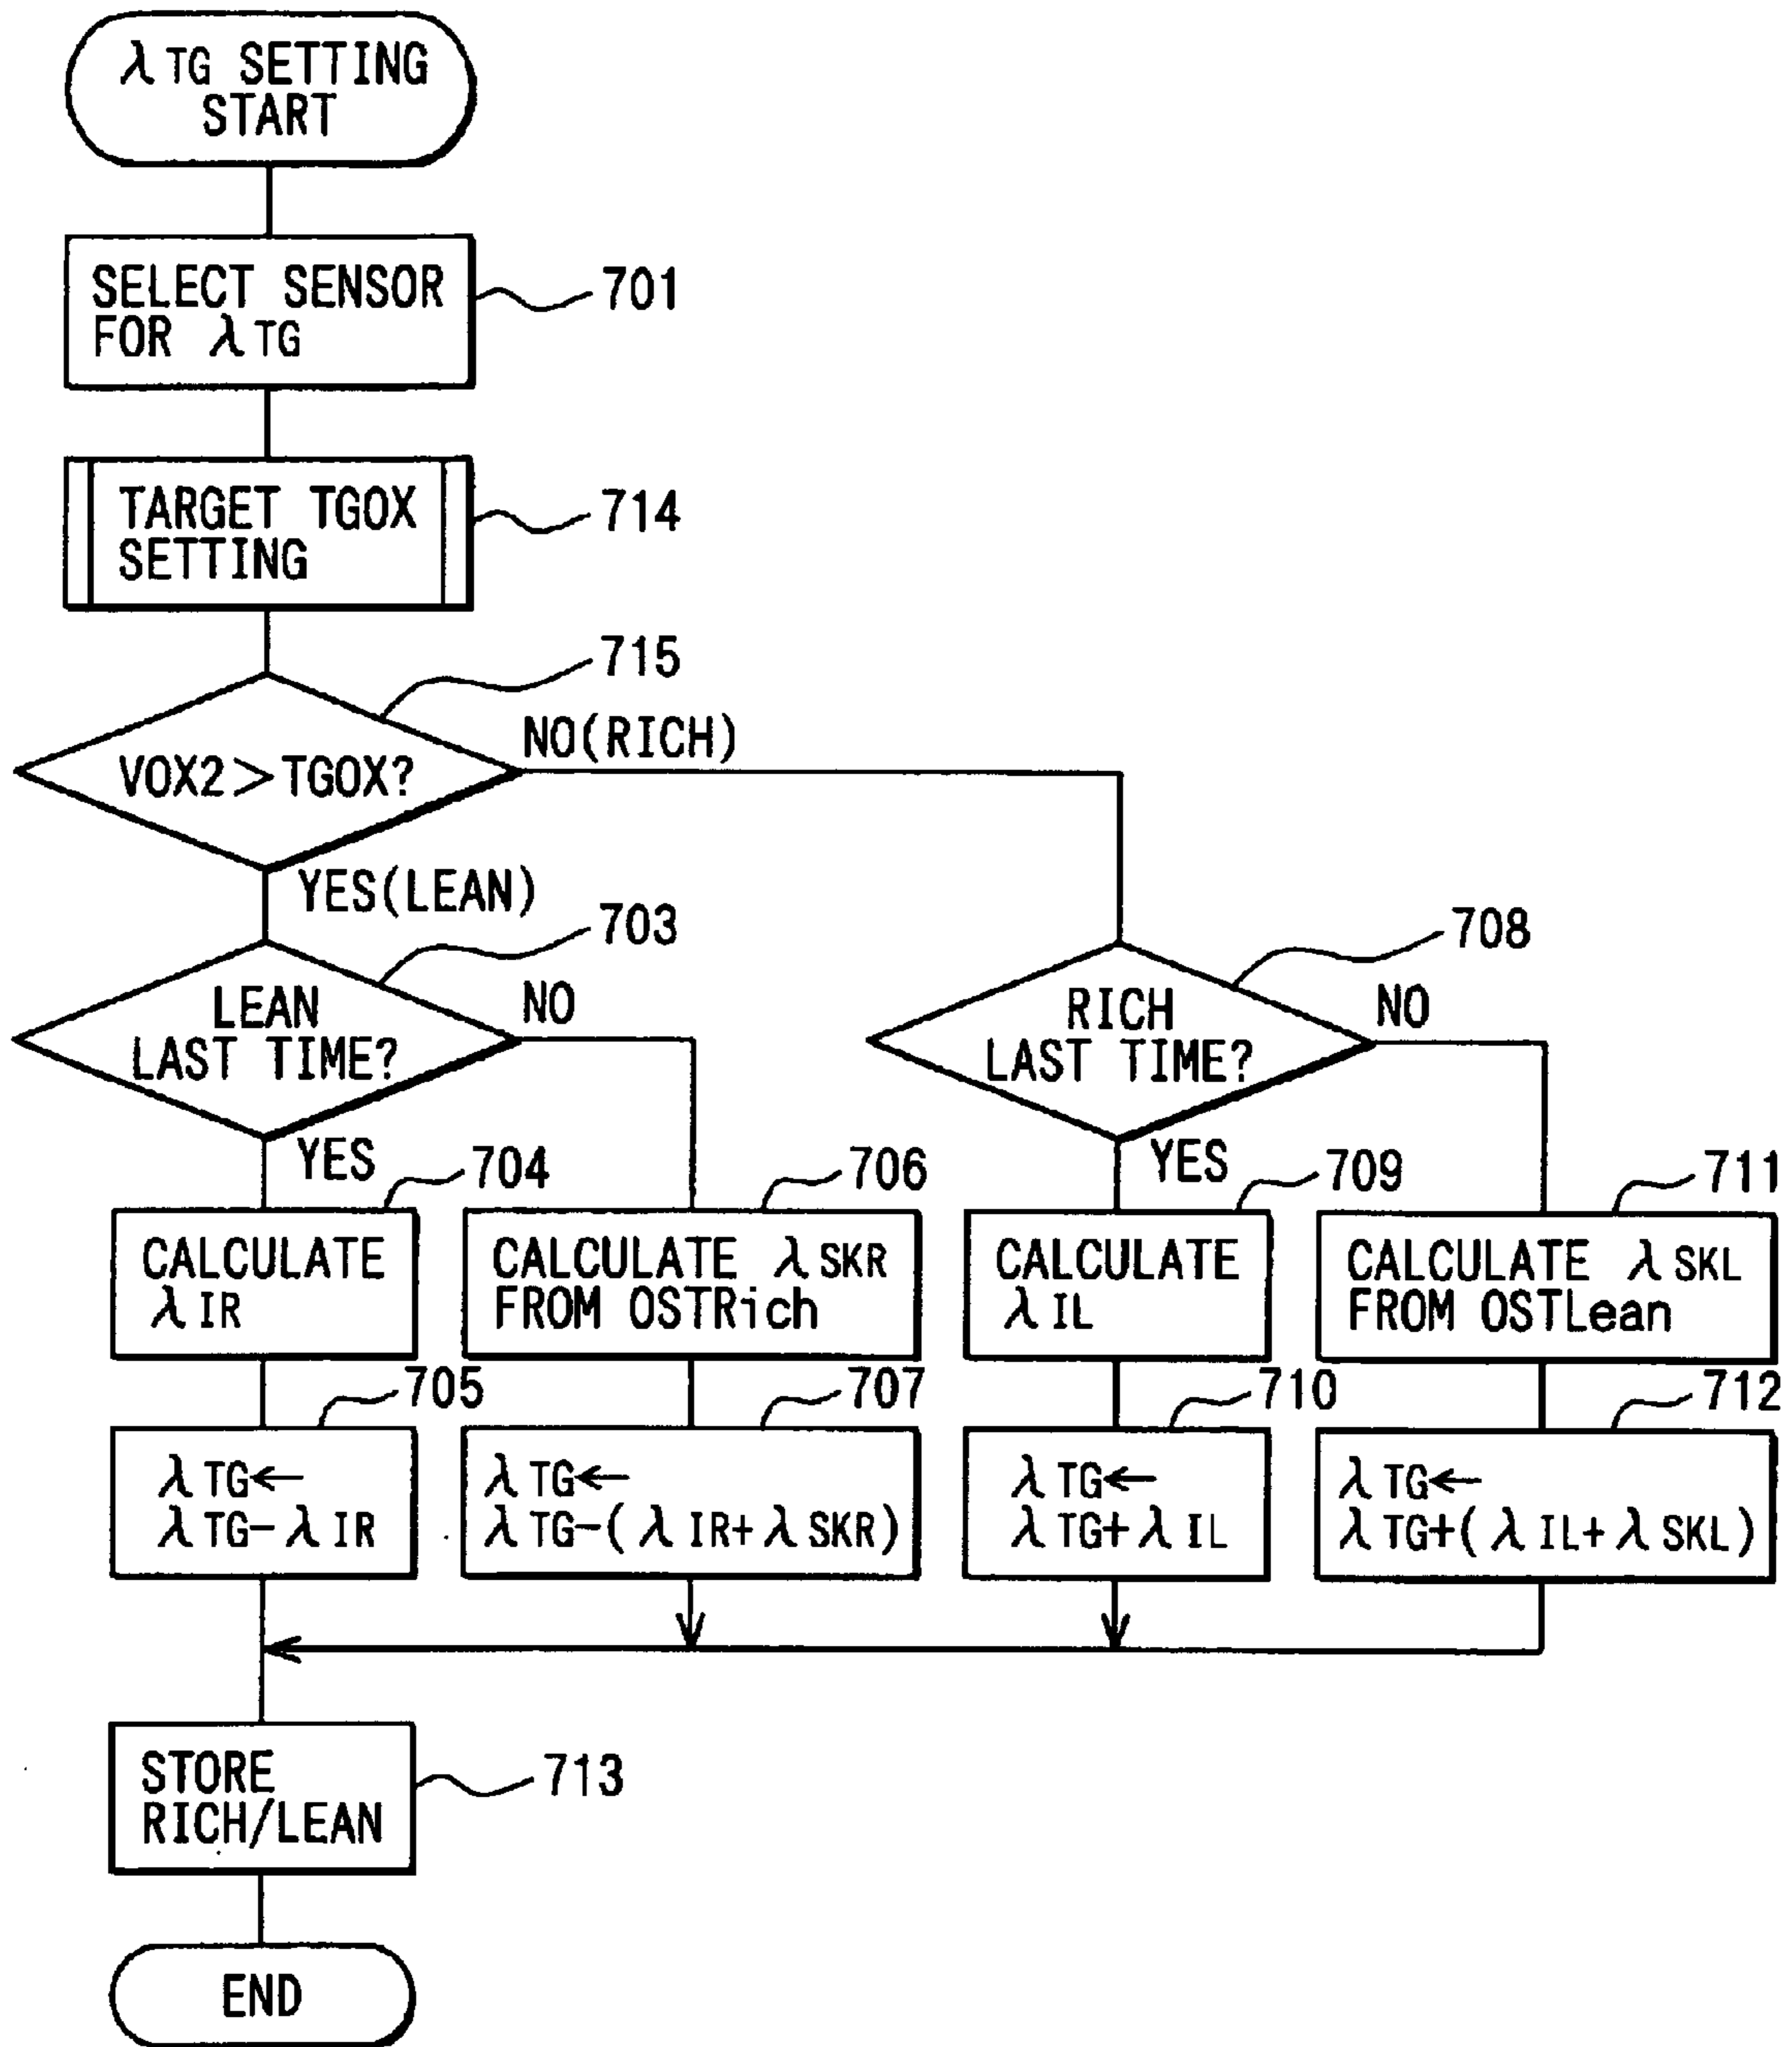 λTG SETTING
START
SELECT SENSOR
FOR λTG
701
TARGET TGOX
SETTING
714
715
VOX2>TGOX?
NO(RICH)
YES(LEAN)
703
LEAN
LAST TIME?
NO
YES
708
RICH
LAST TIME?
NO
YES
704
CALCULATE
λIR
706
CALCULATE λSKR
FROM OSTRich
709
CALCULATE
λIL
711
CALCULATE λSKL
FROM OSTLean
705
λTG←
λTG-λIR
707
λTG←
λTG-(λIR+λSKR)
710
λTG←
λTG+λIL
712
λTG←
λTG+(λIL+λSKL)
STORE
RICH/LEAN
713
END